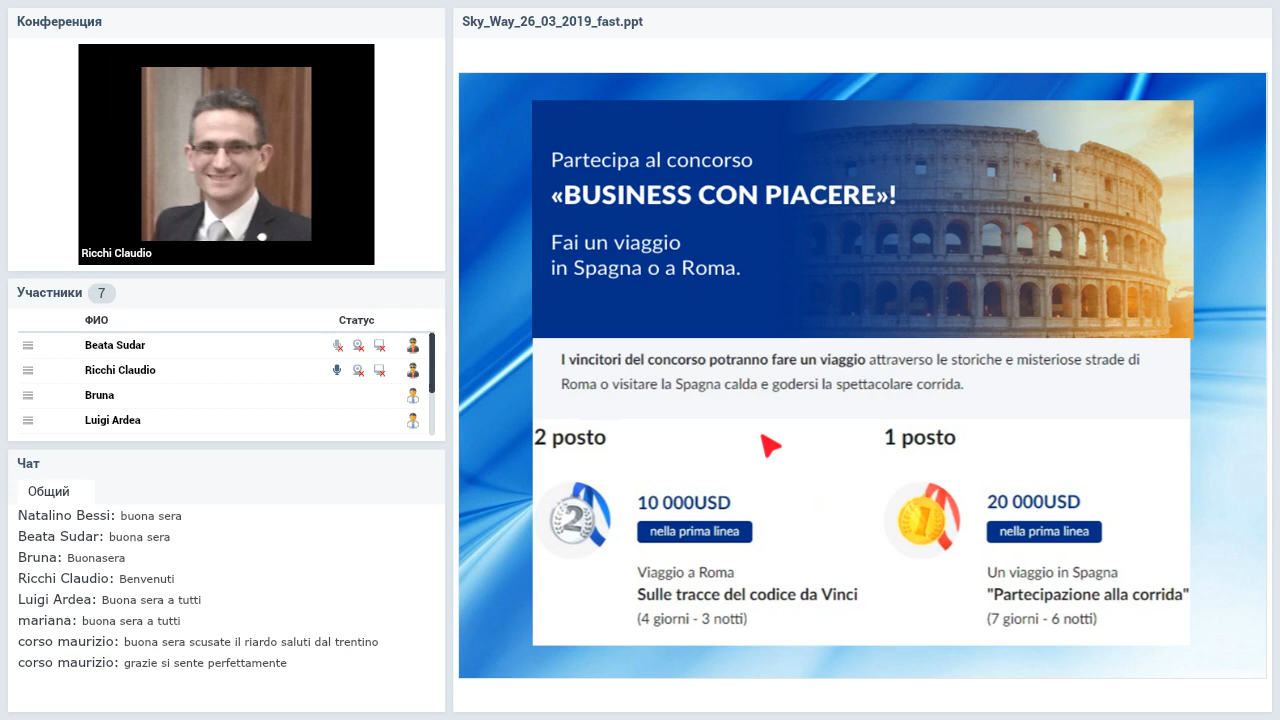 Конференция
Ricchi Claudio
Участники 7
ФИО Статус
Beata Sudar
Ricchi Claudio
Bruna
Luigi Ardea
Чат
Общий
Natalino Bessi: buona sera
Beata Sudar: buona sera
Bruna: Buonasera
Ricchi Claudio: Benvenuti
Luigi Ardea: Buona sera a tutti
mariana: buona sera a tutti
corso maurizio: buona sera scusate il riardo saluti dal trentino
corso maurizio: grazie si sente perfettamente
Sky_Way_26_03_2019_fast.ppt
Partecipa al concorso
«BUSINESS CON PIACERE»!
Fai un viaggio
in Spagna o a Roma.
I vincitori del concorso potranno fare un viaggio attraverso le storiche e misteriose strade di
Roma o visitare la Spagna calda e godersi la spettacolare corrida.
2 posto
2
10 000USD
nella prima linea
Viaggio a Roma
Sulle tracce del codice da Vinci
(4 giorni - 3 notti)
1 posto
1
20 000USD
nella prima linea
Un viaggio in Spagna
"Partecipazione alla corrida"
(7 giorni - 6 notti)